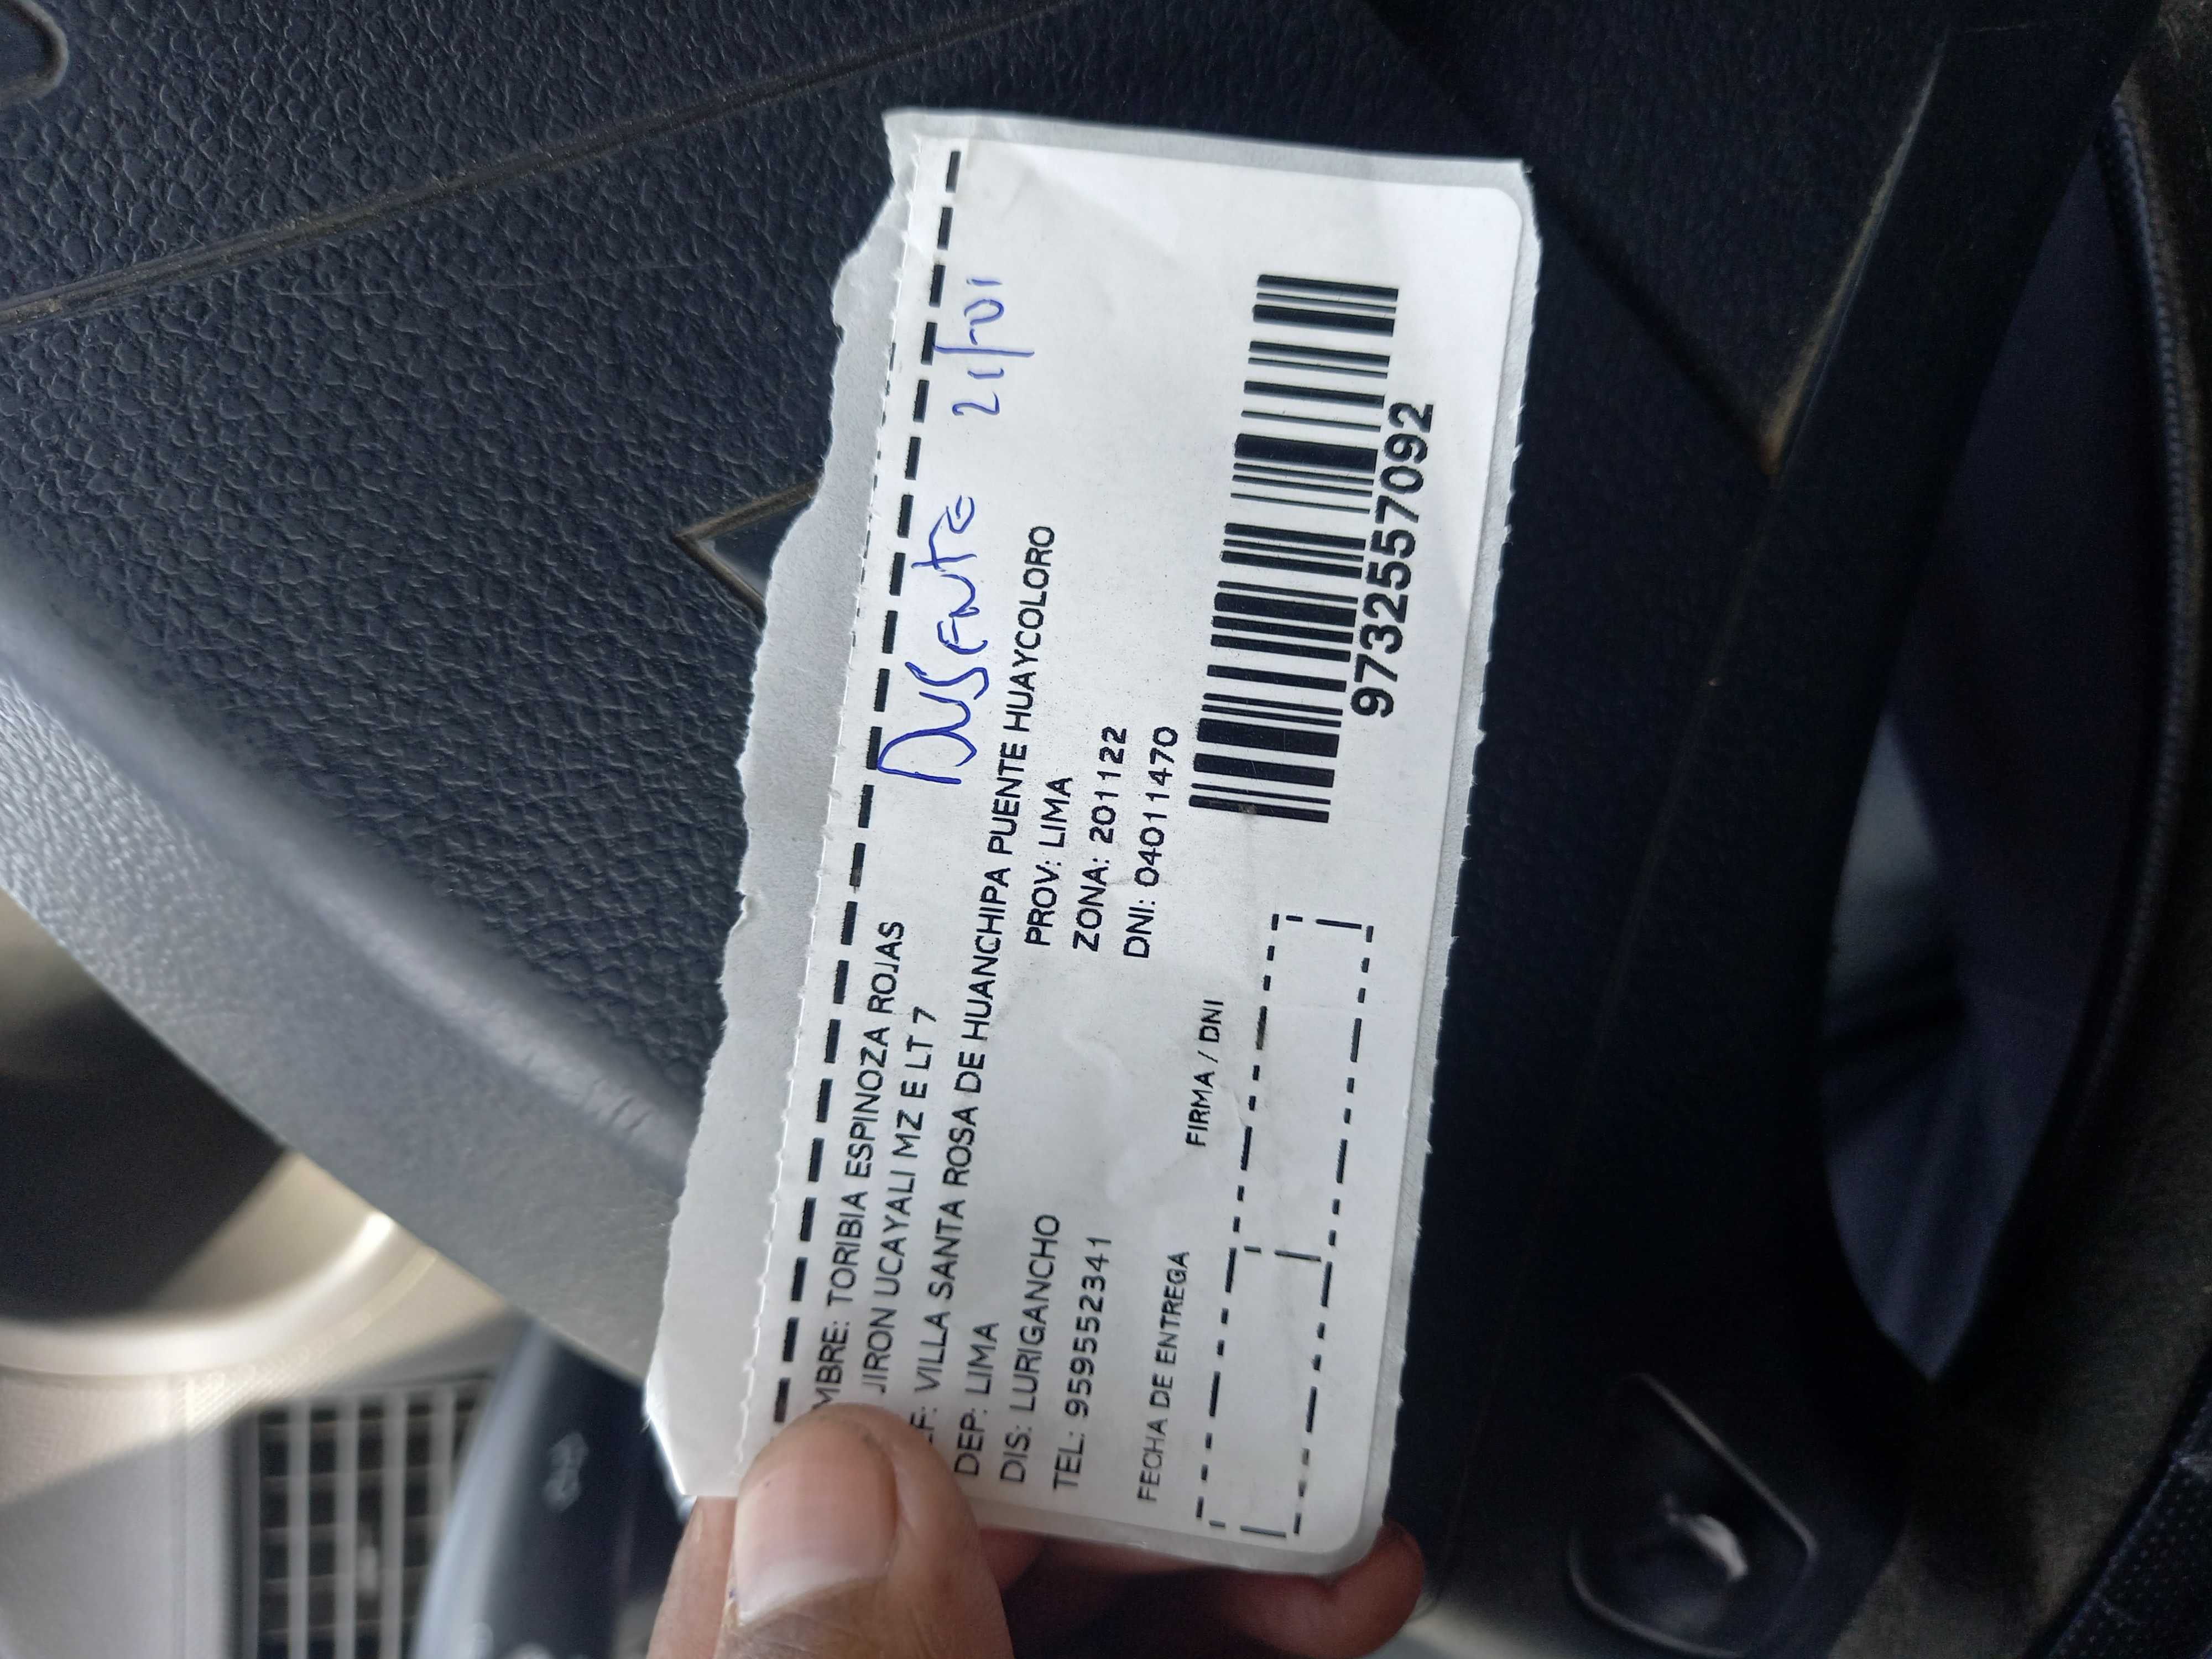 Ausente 21/-01
MBRE: TORIBIA ESPINOZA ROJAS
JIRON UCAYALI MZ E LT 7
F: VILLA SANTA ROSA DE HUANCHIPA PUENTE HUAYCOLORO
DEP: LIMA PROV: LIMA
DIS: LURIGANCHO ZONA: 201122
TEL: 959552341 DNI: 04011470
FECHA DE ENTREGA FIRMA / DNI
9732557092